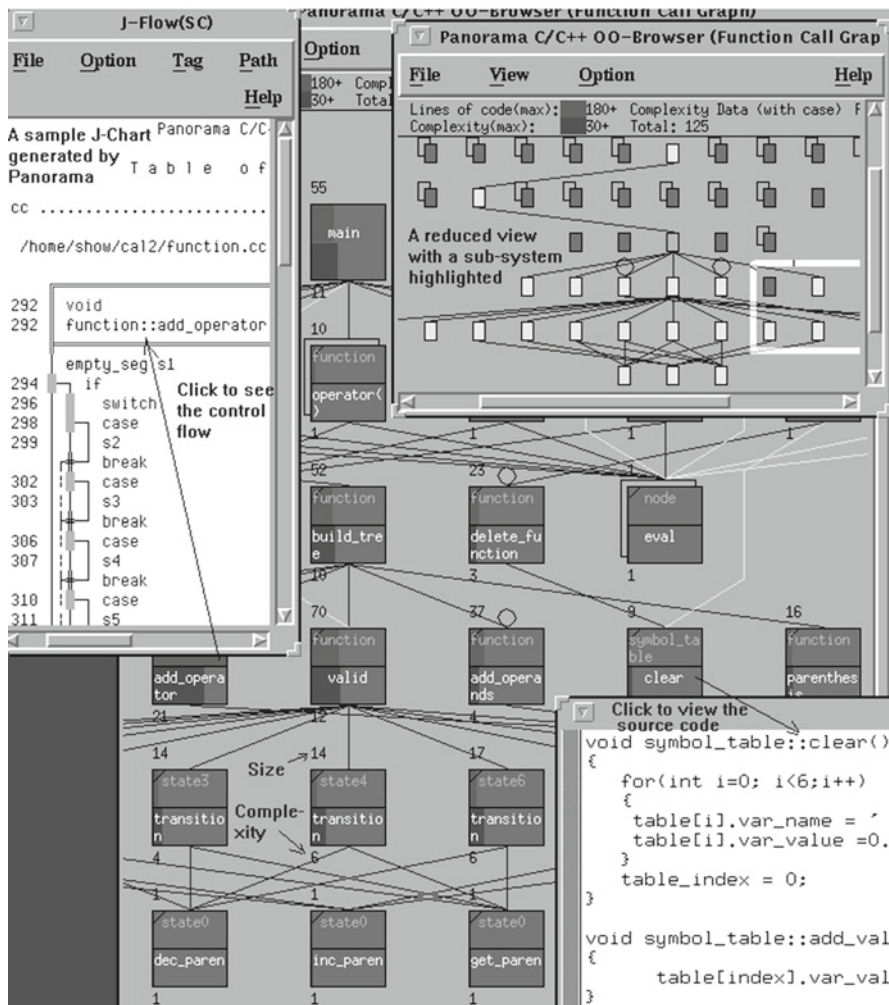 J-Flow(SC)
File Option Tag Path
Help
A sample J-Chart
generated by
Panorama
Panorama C/C
T a b l e o f
cc ..........................
/home/show/cal2/function.cc
292 void
292 function::add_operator
empty_seg s1
294 if
296 switch
298 case
299 s2
break
302 case
303 s3
break
306 case
307 s4
break
310 case
311 s5
Click to see
the control
flow
Panorama C/C++ OO-Browser (Function Call Graph)
Option
180+ Compl
30+ Total
Panorama C/C++ OO-Browser (Function Call Grap
File View Option Help
Lines of code(max): 180+ Complexity Data (with case) F
Complexity(max): 30+ Total: 125
A reduced view
with a sub-system
highlighted
55
main
11
10
function
operator(
)
1
1
1
1
52
function
build_tre
e
10
23
function
delete_fu
nction
3
1
node
eval
1
add_opera
tor
21
70
function
valid
12
37
function
add_opera
nds
4
9
symbol_ta
ble
clear
16
function
parenthes
is
14
state3
transitio
n
4
Size
14
state4
transitio
n
6
17
state6
transitio
n
6
Comple-
xity
1
state0
dec_paren
1
1
state0
inc_paren
1
1
state0
get_paren
1
Click to view the
source code
void symbol_table::clear()
{
for(int i=0; i<6;i++)
{
table[i].var_name = '
table[i].var_value =0.
}
table_index = 0;
}
void symbol_table::add_val
{
table[index].var_val
}